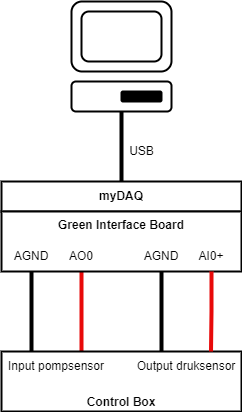 USB
myDAQ
Green Interface Board
AGND AO0 AGND AI0+
Input pompsensor Output druksensor
Control Box